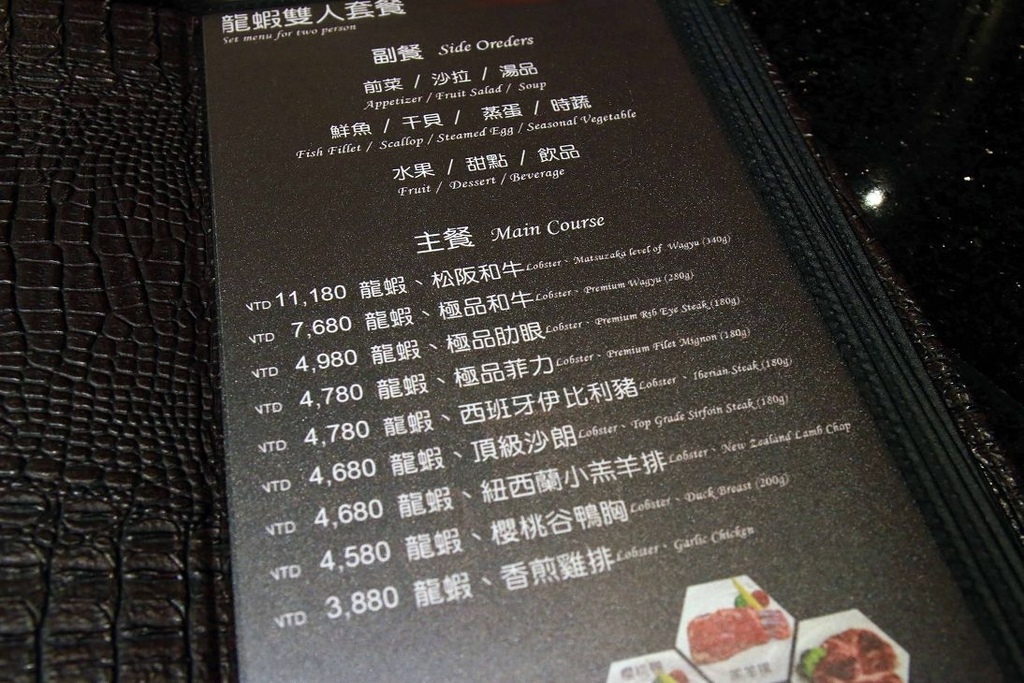 龍蝦雙人套餐
Set menu for two person
副餐 Side Oreders
前菜 / 沙拉 / 湯品
Appetizer / Fruit Salad / Soup
鮮魚 / 干貝 / 蒸蛋 / 時蔬
Fish Fillet / Scallop / Steamed Egg / Seasonal Vegetable
水果 / 甜點 / 飲品
Fruit / Dessert / Beverage
主餐 Main Course
NTD 11,180 龍蝦、松阪和牛 Lobster、Matsuzaka level of Wagyu (140g)
NTD 7,680 龍蝦、極品和牛 Lobster、Premium Wagyu (280g)
NTD 4,980 龍蝦、極品肋眼 Lobster、Premium Rib Eye Steak (180g)
NTD 4,780 龍蝦、極品菲力 Lobster、Premium Filet Mignon (180g)
NTD 4,780 龍蝦、西班牙伊比利豬 Lobster、Iberian Steak (180g)
NTD 4,680 龍蝦、頂級沙朗 Lobster、Top Grade Sirfoin Steak (180g)
NTD 4,680 龍蝦、紐西蘭小羔羊排 Lobster、New Zealand Lamb Chop
NTD 4,580 龍蝦、櫻桃谷鴨胸 Lobster、Duck Breast (200g)
NTD 3,880 龍蝦、香煎雞排 Lobster、Garlic Chicken